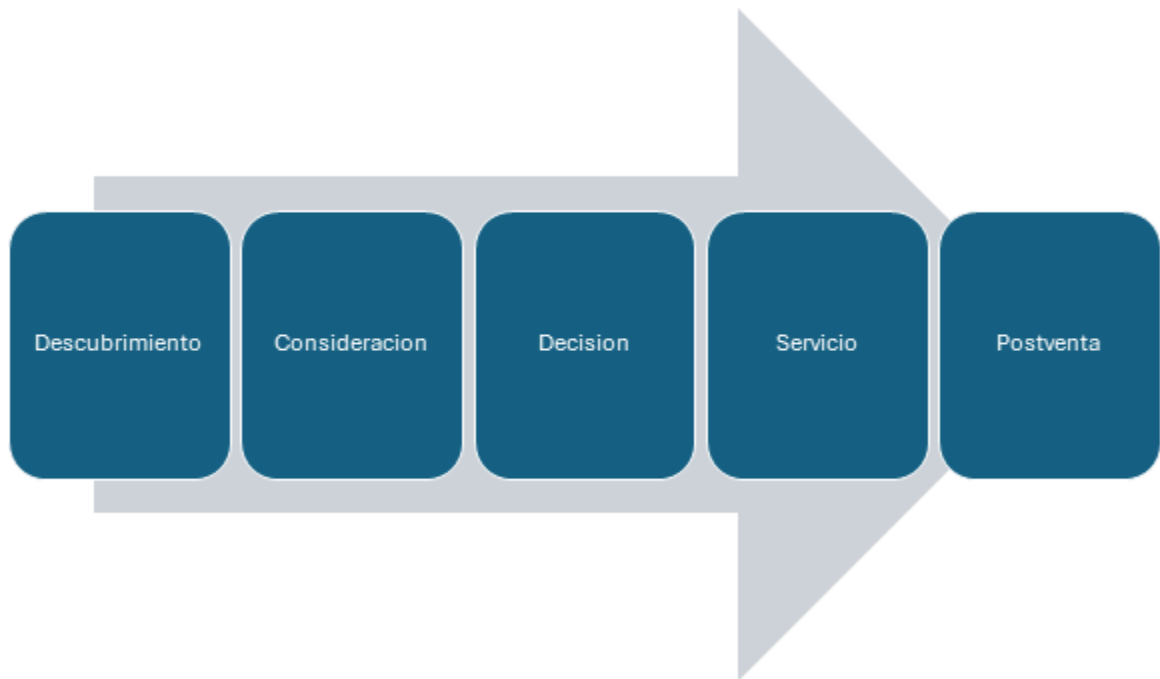 Descubrimiento
Consideracion
Decision
Servicio
Postventa